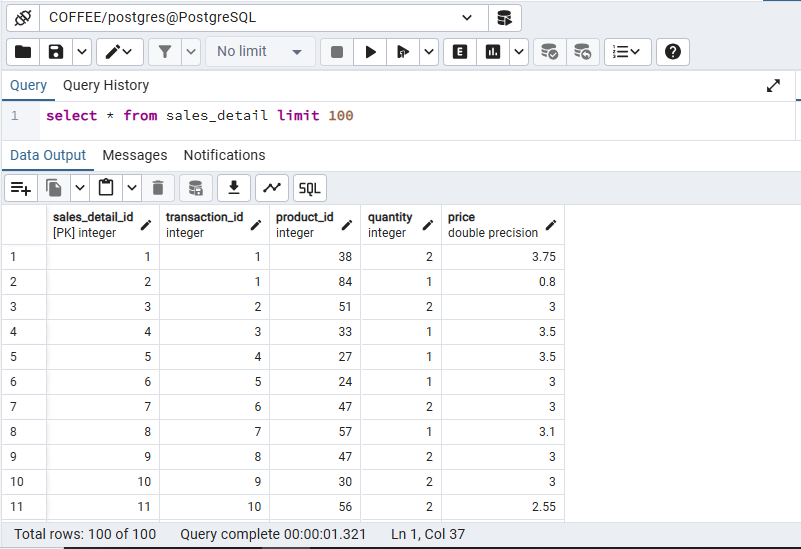 COFFEE/postgres@PostgreSQL
No limit
E
Query Query History
1 select * from sales_detail limit 100
Data Output Messages Notifications
SQL
sales_detail_id transaction_id product_id quantity price
[PK] integer integer integer integer double precision
1 1 1 38 2 3.75
2 2 1 84 1 0.8
3 3 2 51 2 3
4 4 3 33 1 3.5
5 5 4 27 1 3.5
6 6 5 24 1 3
7 7 6 47 2 3
8 8 7 57 1 3.1
9 9 8 47 2 3
10 10 9 30 2 3
11 11 10 56 2 2.55
Total rows: 100 of 100 Query complete 00:00:01.321 Ln 1, Col 37